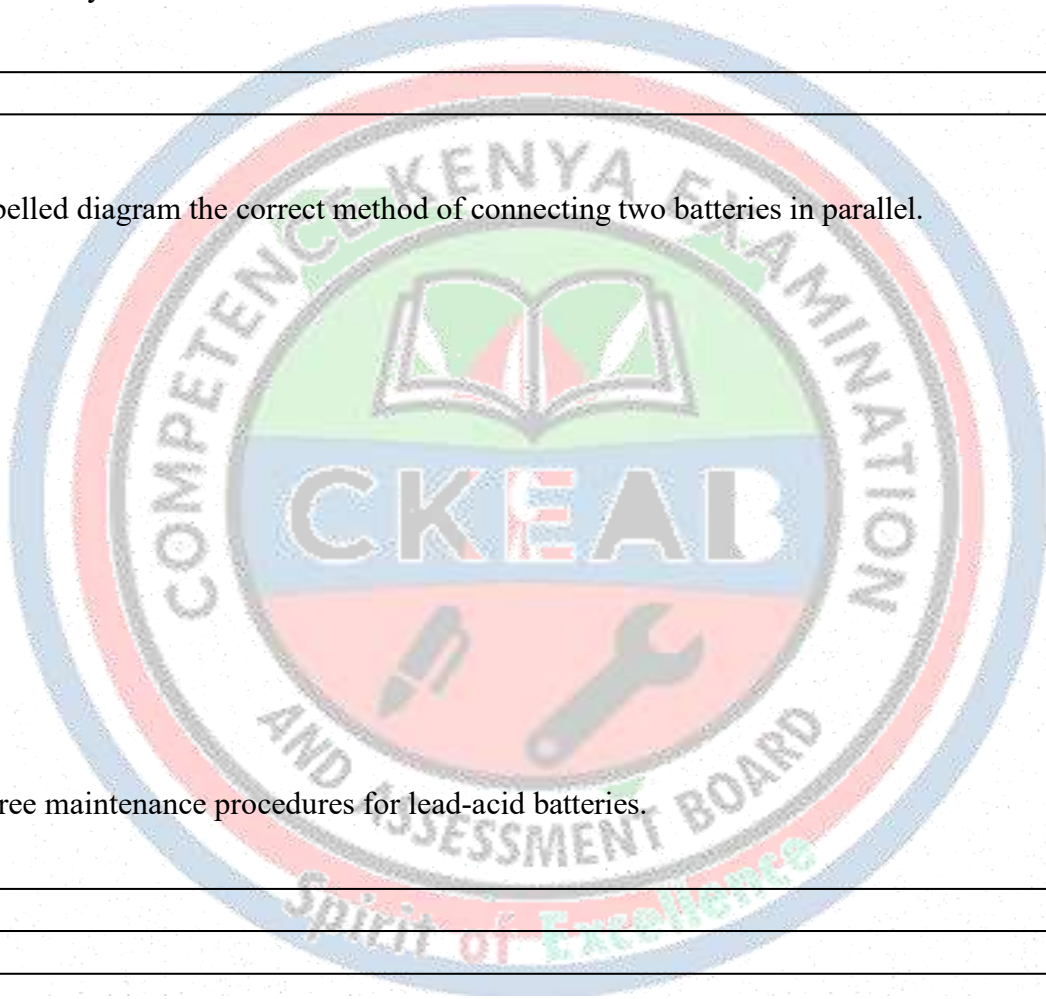 COMPETENCE KENYA EXAMINATION
belled diagram the correct method of connecting two batteries in parallel.
CKEAB
ree maintenance procedures for lead-acid batteries.
AND ASSESSMENT BOARD
Spirit of Excellence